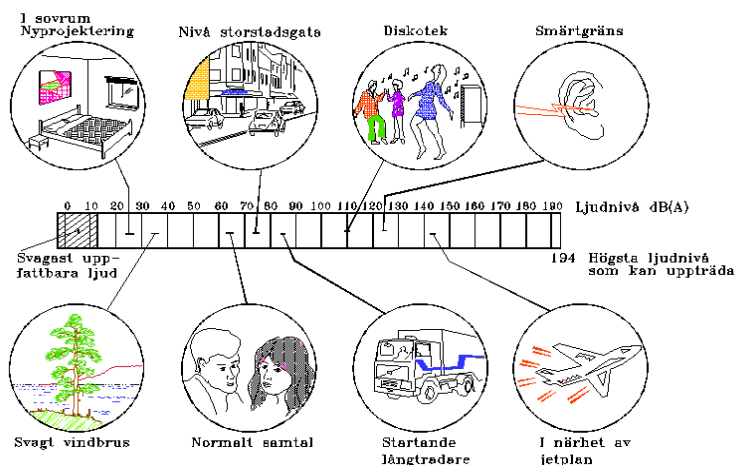 I sovrum
Nyprojektering
Nivå storstadsgata
Diskotek
Smärtgräns
0 10 20 30 40 50 60 70 80 90 100 110 120 130 140 150 160 170 180 190 Ljudnivå dB(A)
Svagast upp-
fattbara ljud
194 Högsta ljudnivå
som kan uppträda
Svagt vindbrus
Normalt samtal
Startande
långtradare
I närhet av
jetplan